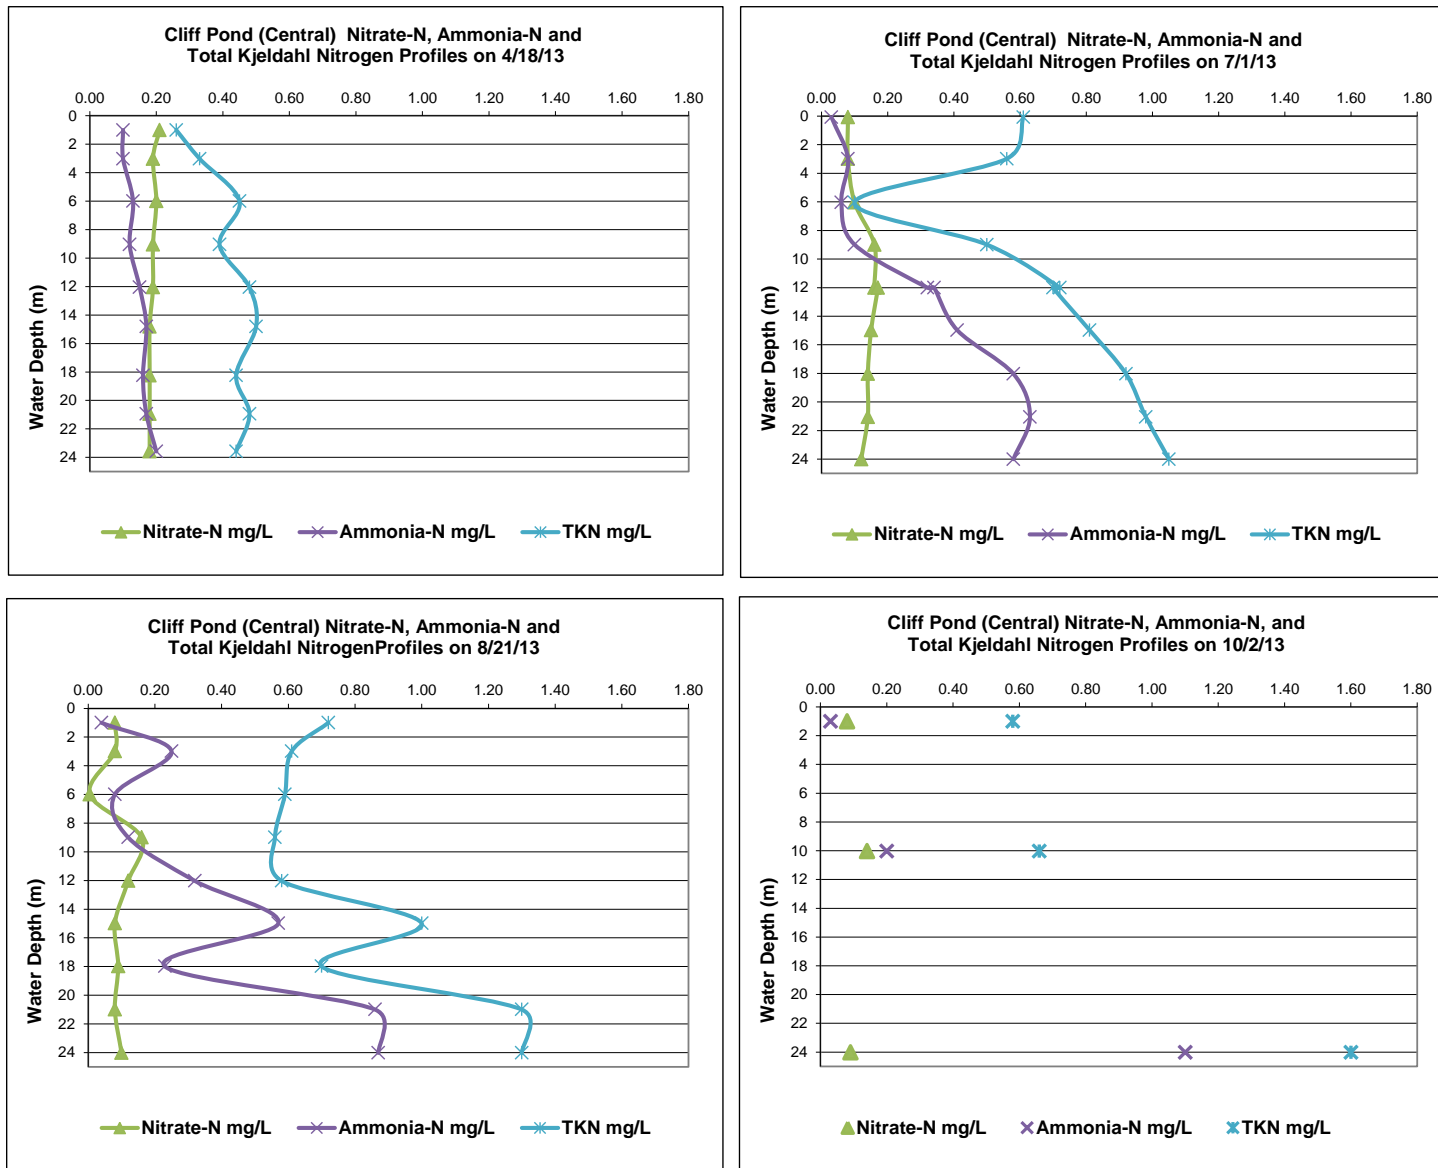 Cliff Pond (Central)  Nitrate-N, Ammonia-N and
Total Kjeldahl Nitrogen Profiles on 4/18/13
0.00 0.20 0.40 0.60 0.80 1.00 1.20 1.40 1.60 1.80
0
2
4
6
8
10
12
14
16
18
20
22
24
Water Depth (m)
Nitrate-N mg/L Ammonia-N mg/L TKN mg/L
Cliff Pond (Central)  Nitrate-N, Ammonia-N and
Total Kjeldahl Nitrogen Profiles on 7/1/13
0.00 0.20 0.40 0.60 0.80 1.00 1.20 1.40 1.60 1.80
0
2
4
6
8
10
12
14
16
18
20
22
24
Water Depth (m)
Nitrate-N mg/L Ammonia-N mg/L TKN mg/L
Cliff Pond (Central) Nitrate-N, Ammonia-N and
Total Kjeldahl NitrogenProfiles on 8/21/13
0.00 0.20 0.40 0.60 0.80 1.00 1.20 1.40 1.60 1.80
0
2
4
6
8
10
12
14
16
18
20
22
24
Water Depth (m)
Nitrate-N mg/L Ammonia-N mg/L TKN mg/L
Cliff Pond (Central) Nitrate-N, Ammonia-N, and
Total Kjeldahl Nitrogen Profiles on 10/2/13
0.00 0.20 0.40 0.60 0.80 1.00 1.20 1.40 1.60 1.80
0
2
4
6
8
10
12
14
16
18
20
22
24
Water Depth (m)
Nitrate-N mg/L Ammonia-N mg/L TKN mg/L